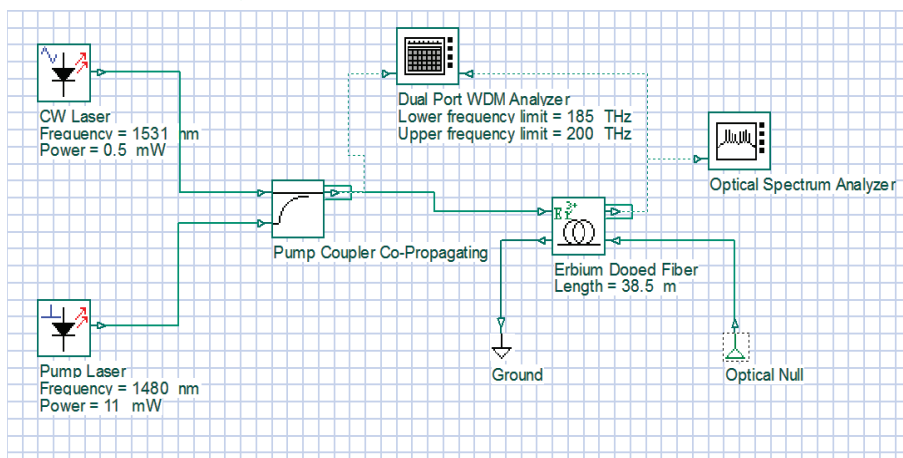 CW Laser
Frequency = 1531 nm
Power = 0.5 mW
Dual Port WDM Analyzer
Lower frequency limit = 185 THz
Upper frequency limit = 200 THz
Optical Spectrum Analyzer
Pump Coupler Co-Propagating
Er 3+
Erbium Doped Fiber
Length = 38.5 m
Pump Laser
Frequency = 1480 nm
Power = 11 mW
Ground
Optical Null